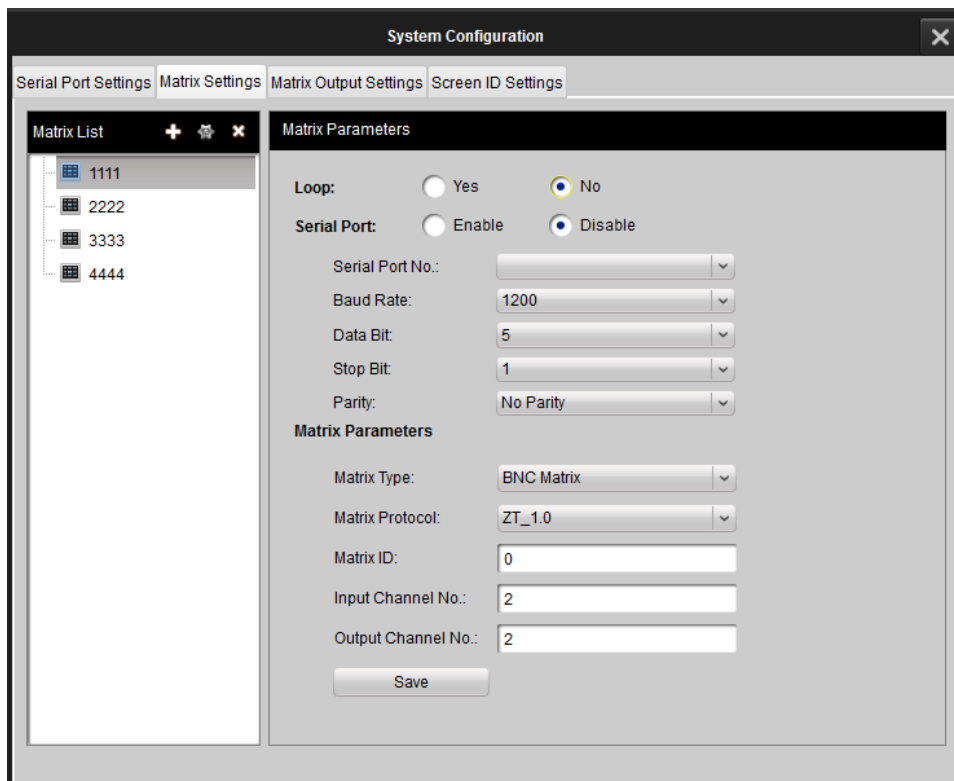 System Configuration
Serial Port Settings Matrix Settings Matrix Output Settings Screen ID Settings
Matrix List
1111
2222
3333
4444
Matrix Parameters
Loop: Yes No
Serial Port: Enable Disable
Serial Port No.:
Baud Rate: 1200
Data Bit: 5
Stop Bit: 1
Parity: No Parity
Matrix Parameters
Matrix Type: BNC Matrix
Matrix Protocol: ZT_1.0
Matrix ID: 0
Input Channel No.: 2
Output Channel No.: 2
Save